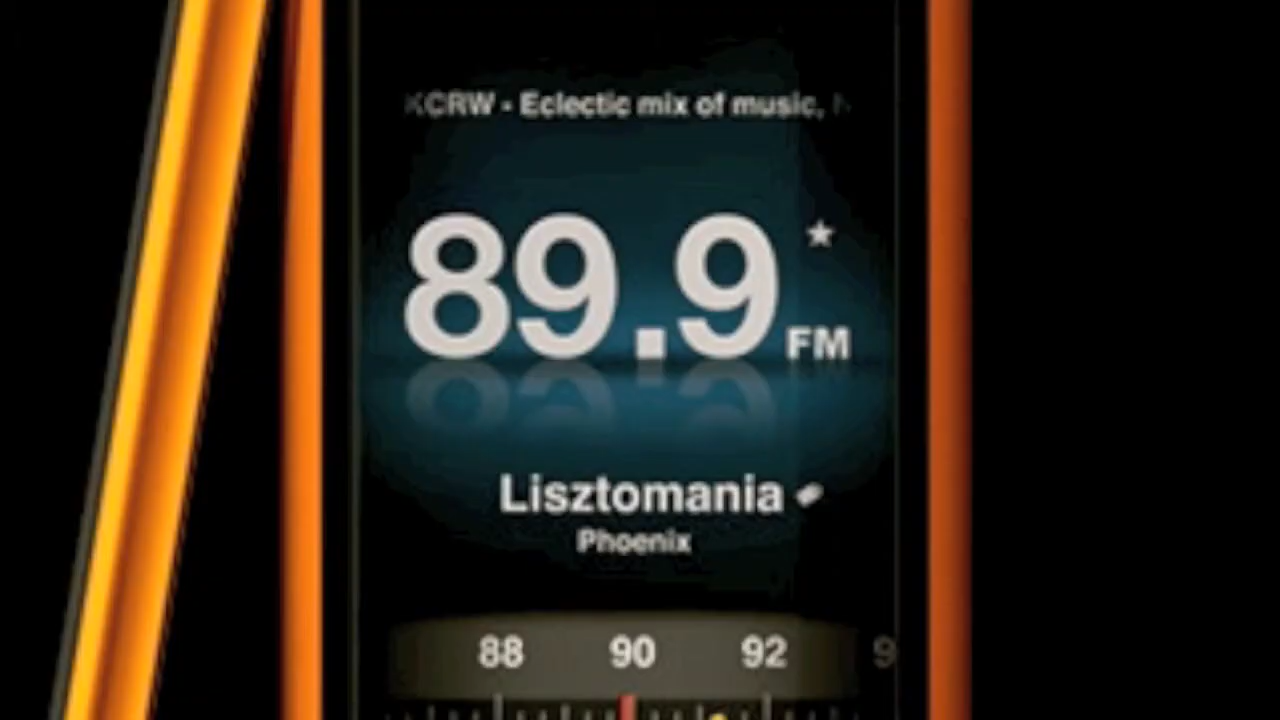 KCRW - Eclectic mix of music,
89.9
FM
Lisztomania
Phoenix
88 90 92